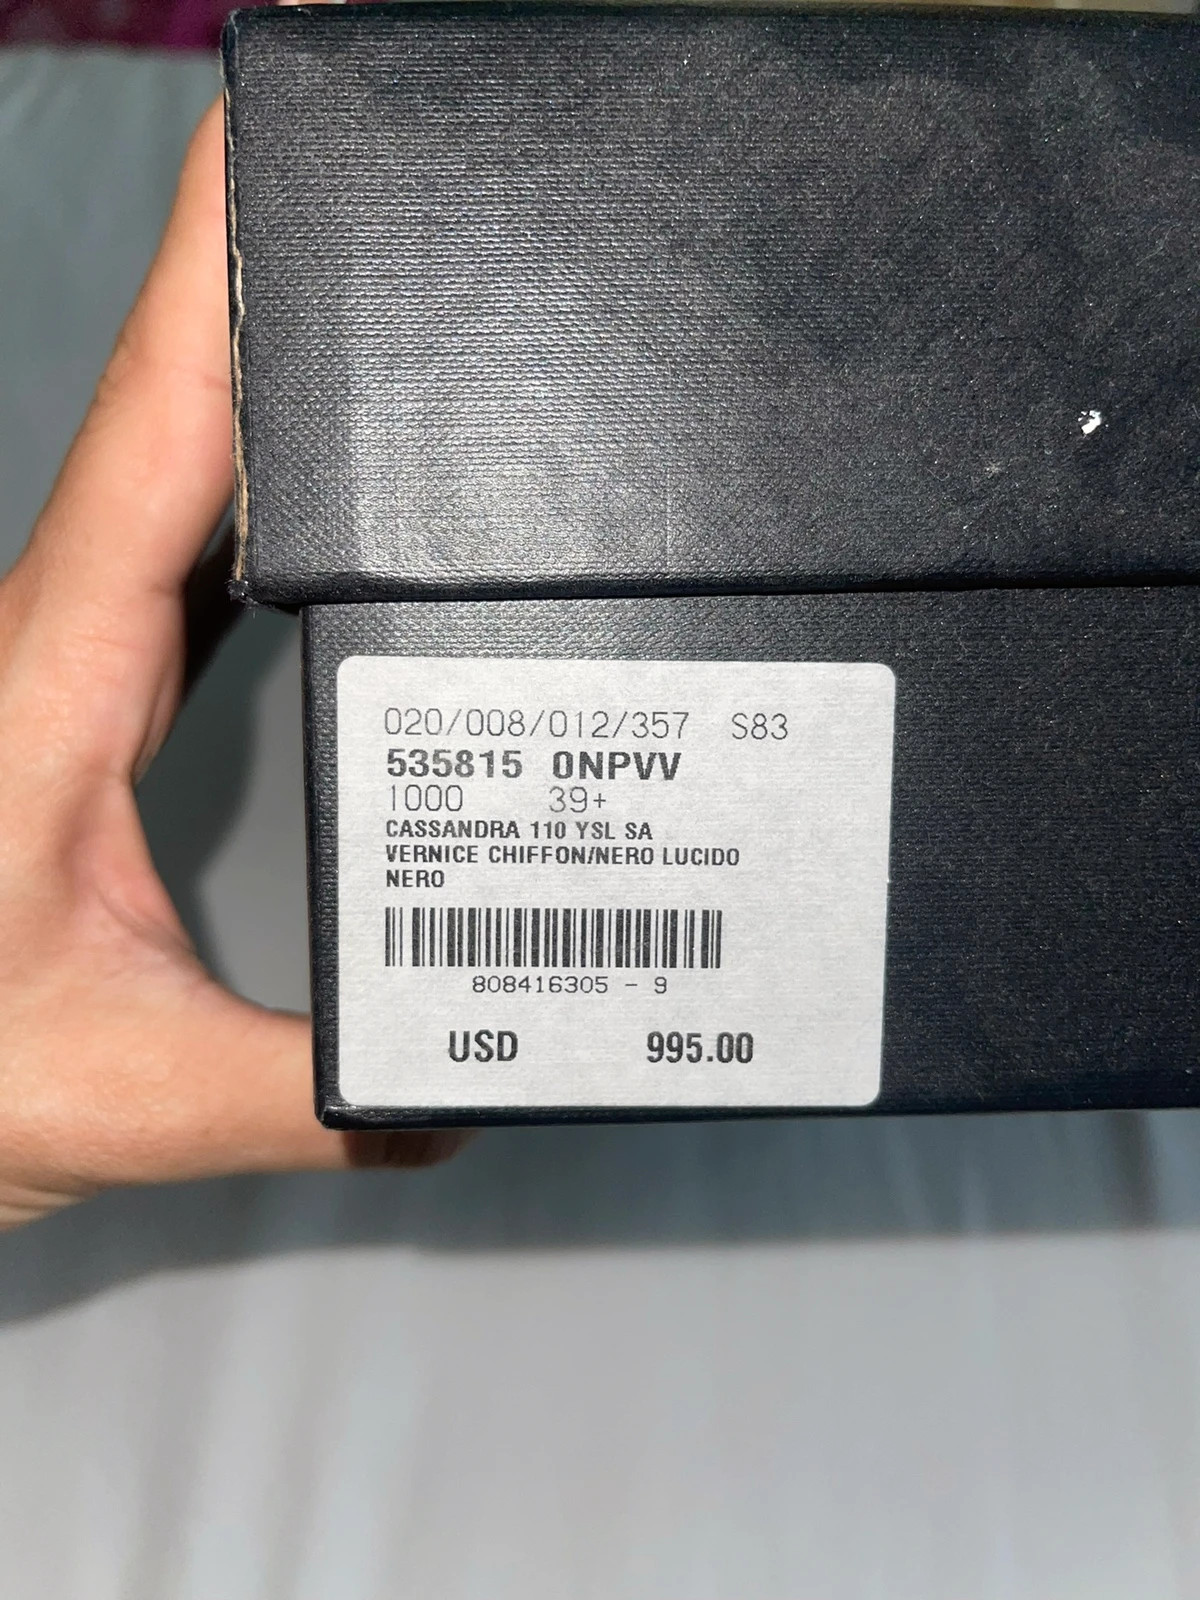 020/008/012/357 S83
535815 0NPVV
1000 39+
CASSANDRA 110 YSL SA
VERNICE CHIFFON/NERO LUCIDO
NERO
808416305 - 9
USD 995.00